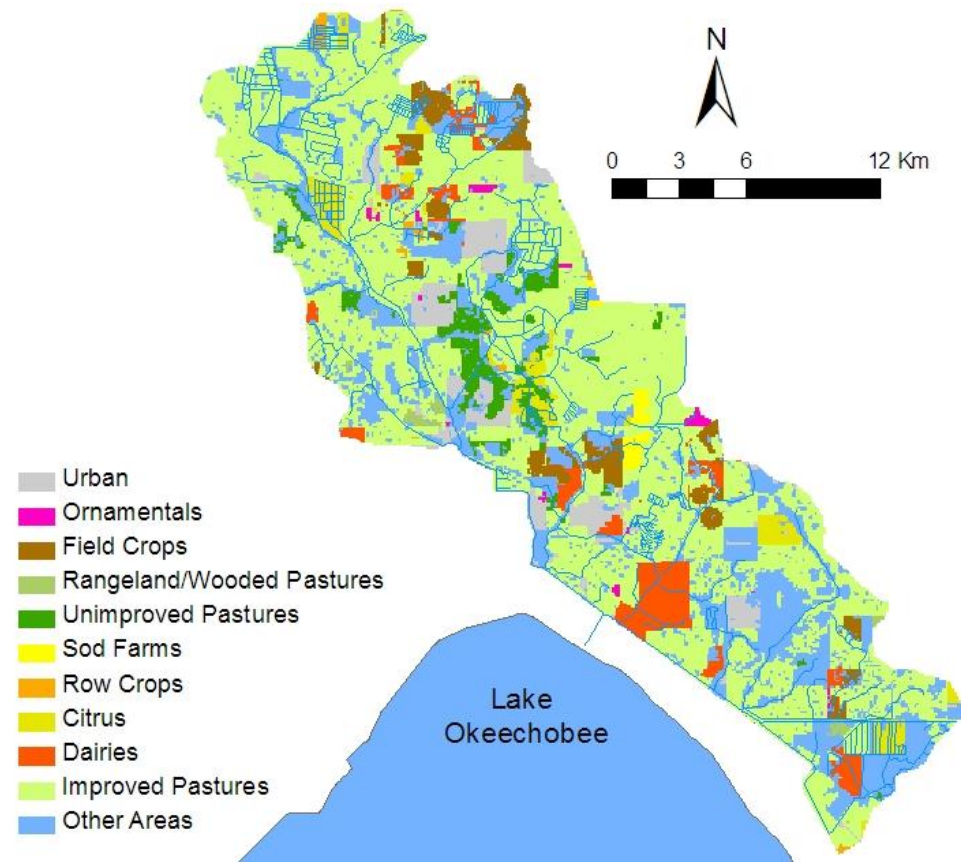 N
0 3 6 12 Km
Urban
Ornamentals
Field Crops
Rangeland/Wooded Pastures
Unimproved Pastures
Sod Farms
Row Crops
Citrus
Dairies
Improved Pastures
Other Areas
Lake
Okeechobee